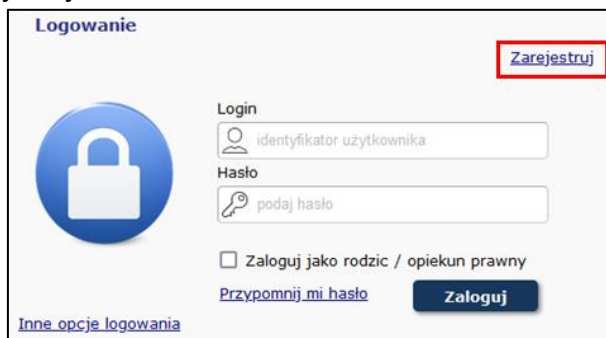 Logowanie
Zarejestruj
Login
identyfikator użytkownika
Hasło
podaj hasło
Zaloguj jako rodzic / opiekun prawny
Przypomnij mi hasło
Zaloguj
Inne opcje logowania